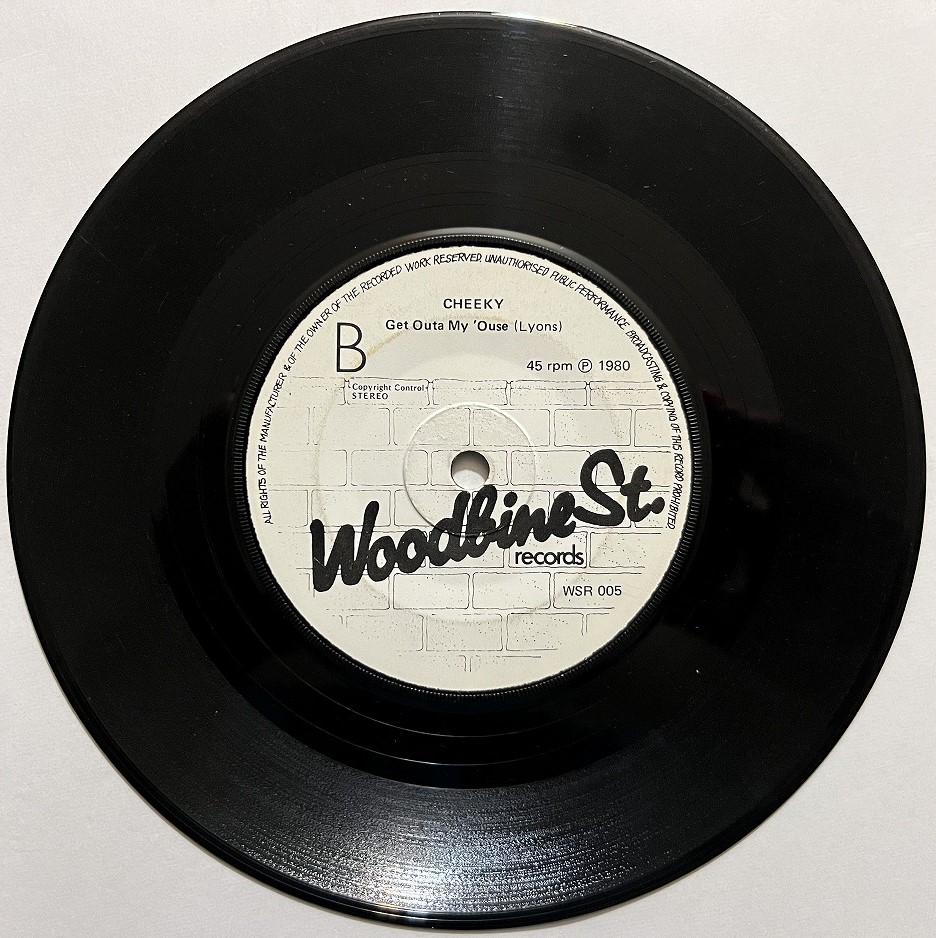 ALL RIGHTS OF THE MANUFACTURER & OF THE OWNER OF THE RECORDED WORK RESERVED. UNAUTHORISED PUBLIC PERFORMANCE BROADCASTING & COPYING OF THIS RECORD PROHIBITED.
CHEEKY
Get Outa My 'Ouse (Lyons)
B
45 rpm Ⓟ 1980
Copyright Control
STEREO
Woodbine St.
records
WSR 005